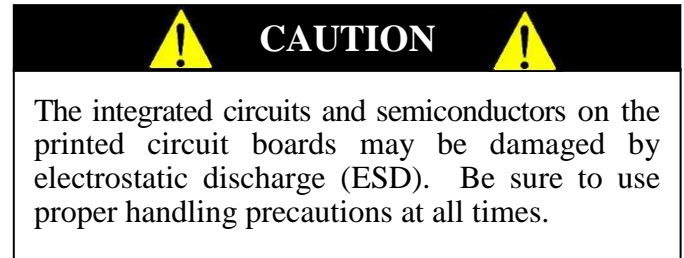 CAUTION
The integrated circuits and semiconductors on the
printed circuit boards may be damaged by
electrostatic discharge (ESD). Be sure to use
proper handling precautions at all times.